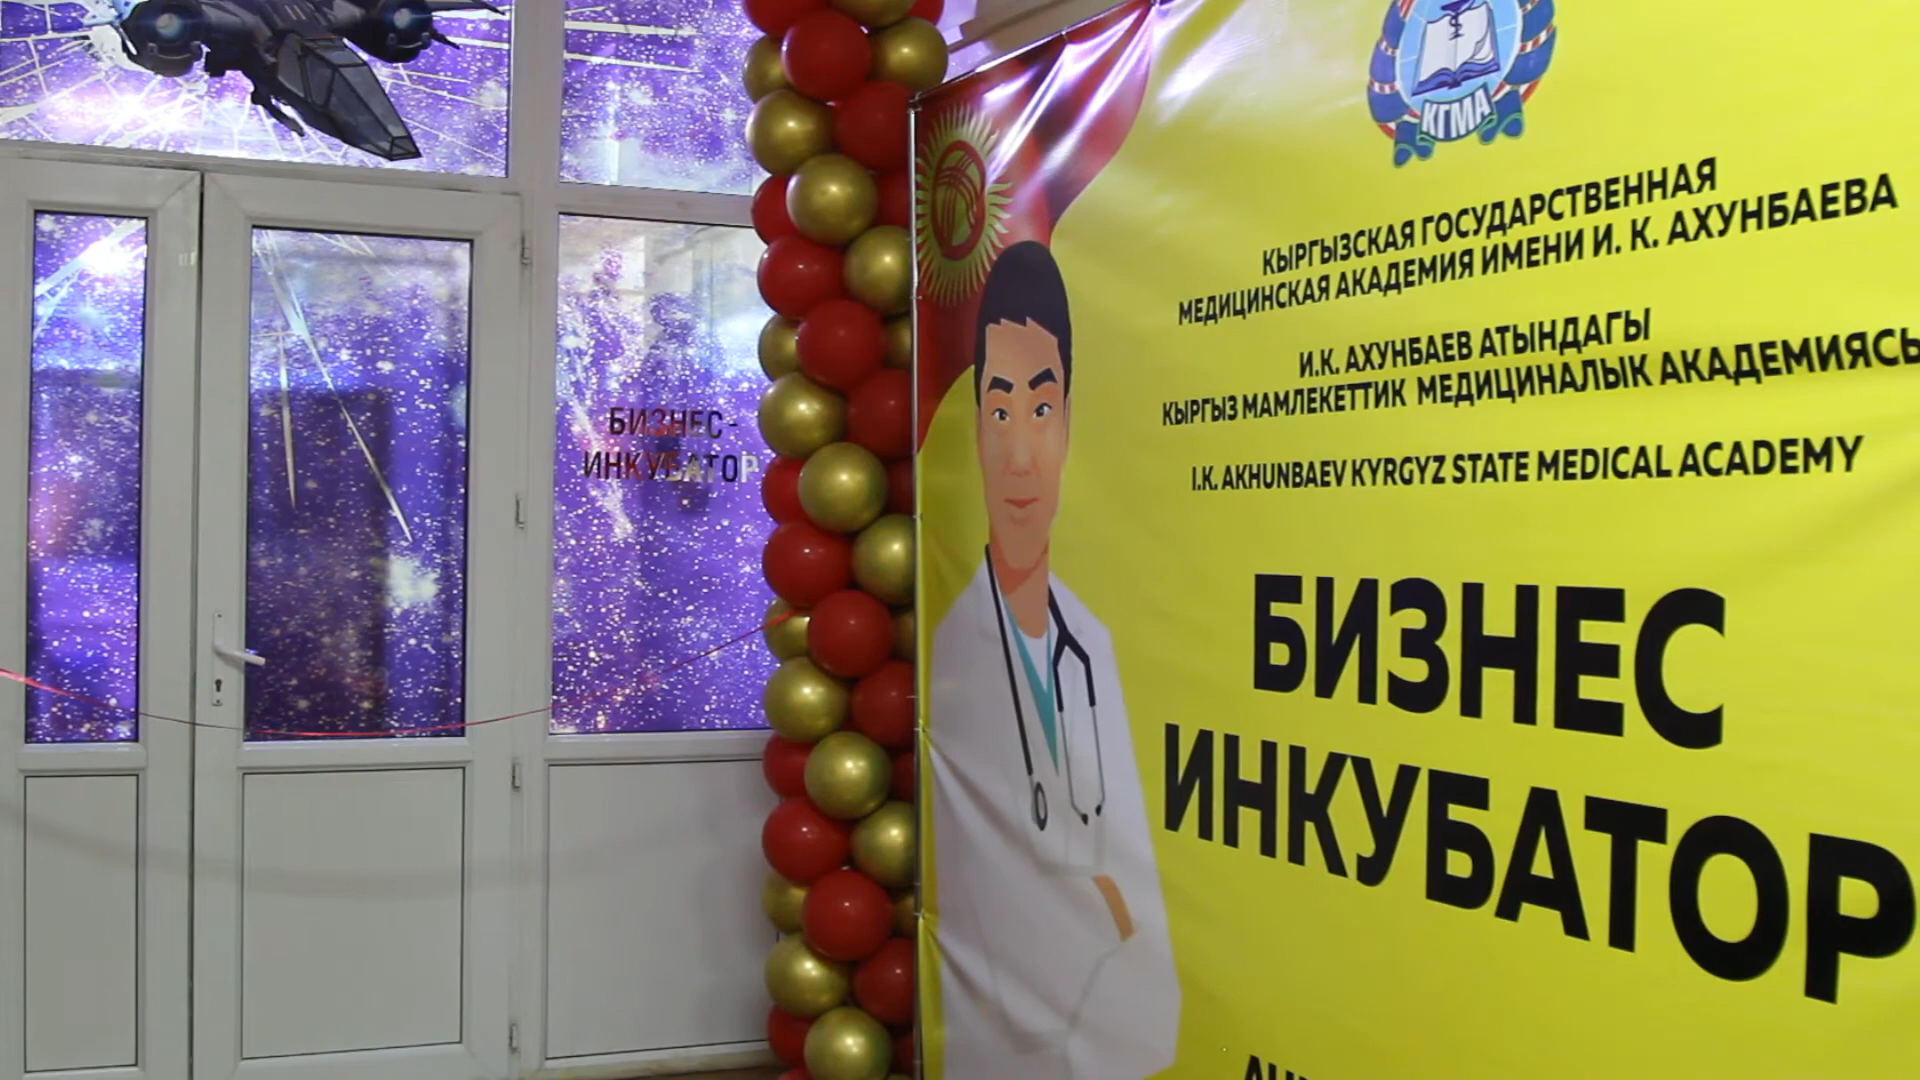 БИЗНЕС-
ИНКУБАТОР
КГМА
КЫРГЫЗСКАЯ ГОСУДАРСТВЕННАЯ
МЕДИЦИНСКАЯ АКАДЕМИЯ ИМЕНИ И. К. АХУНБАЕВА
И.К. АХУНБАЕВ АТЫНДАГЫ
КЫРГЫЗ МАМЛЕКЕТТИК МЕДИЦИНАЛЫК АКАДЕМИЯСЫ
I.K. AKHUNBAEV KYRGYZ STATE MEDICAL ACADEMY
БИЗНЕС
ИНКУБАТОР